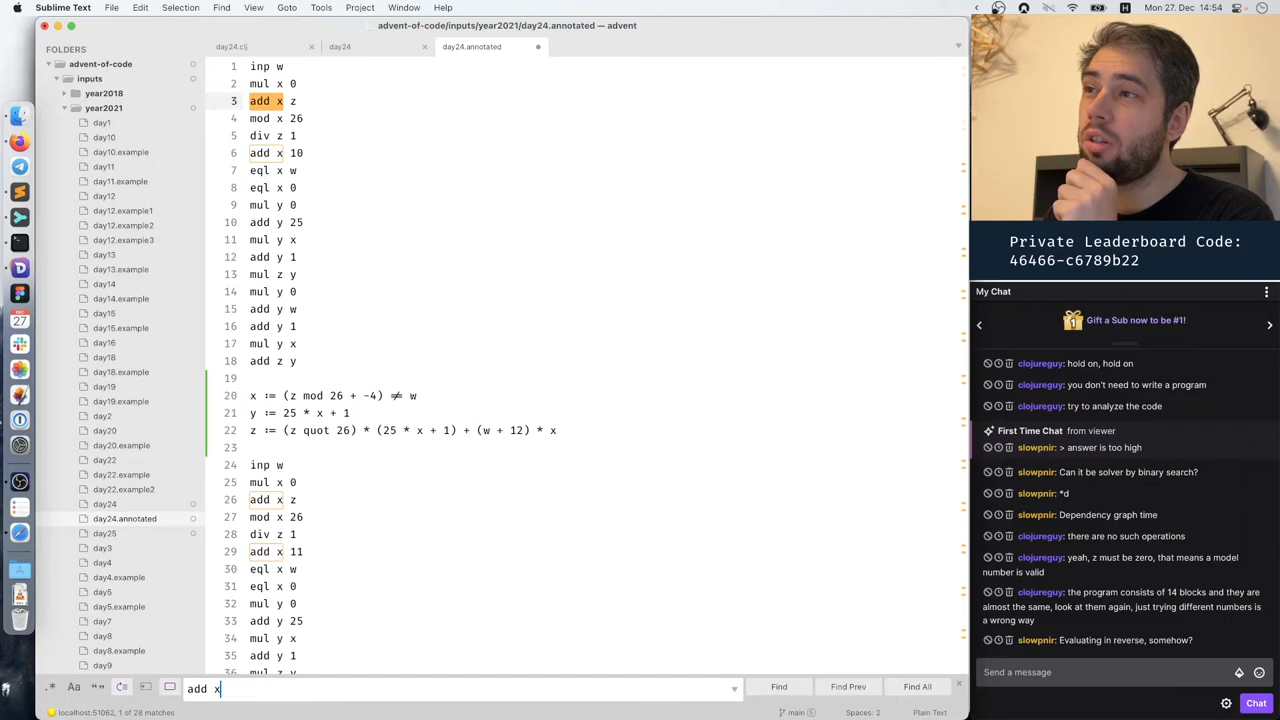 Sublime Text File Edit Selection Find View Goto Tools Project Window Help
Mon 27. Dec 14:54
advent-of-code/inputs/year2021/day24.annotated — advent
FOLDERS
advent-of-code
inputs
year2018
year2021
day1
day10
day10.example
day11
day11.example
day12
day12.example1
day12.example2
day12.example3
day13
day13.example
day14
day14.example
day15
day15.example
day16
day18
day18.example
day19
day19.example
day2
day20
day20.example
day22
day22.example
day22.example2
day24
day24.annotated
day25
day3
day3.example
day4
day4.example
day5
day5.example
day7
day8
day8.example
day9
day24.clj
day24
day24.annotated
1 inp w
2 mul x 0
3 add x z
4 mod x 26
5 div z 1
6 add x 10
7 eql x w
8 eql x 0
9 mul y 0
10 add y 25
11 mul y x
12 add y 1
13 mul z y
14 mul y 0
15 add y w
16 add y 1
17 mul y x
18 add z y
19
20 x := (z mod 26 + -4) ≠ w
21 y := 25 * x + 1
22 z := (z quot 26) * (25 * x + 1) + (w + 12) * x
23
24 inp w
25 mul x 0
26 add x z
27 mod x 26
28 div z 1
29 add x 11
30 eql x w
31 eql x 0
32 mul y 0
33 add y 25
34 mul y x
35 add y 1
36 mul z y
.* Aa “” add x Find Find Prev Find All
localhost:51062, 1 of 28 matches main 5 Spaces: 2 Plain Text
DEC
27
Private Leaderboard Code:
46466-c6789b22
My Chat
1 Gift a Sub now to be #1!
clojureguy: hold on, hold on
clojureguy: you don't need to write a program
clojureguy: try to analyze the code
First Time Chat from viewer
slowpnir: > answer is too high
slowpnir: Can it be solver by binary search?
slowpnir: *d
slowpnir: Dependency graph time
clojureguy: there are no such operations
clojureguy: yeah, z must be zero, that means a model
number is valid
clojureguy: the program consists of 14 blocks and they are
almost the same, look at them again, just trying different numbers is
a wrong way
slowpnir: Evaluating in reverse, somehow?
Send a message
Chat